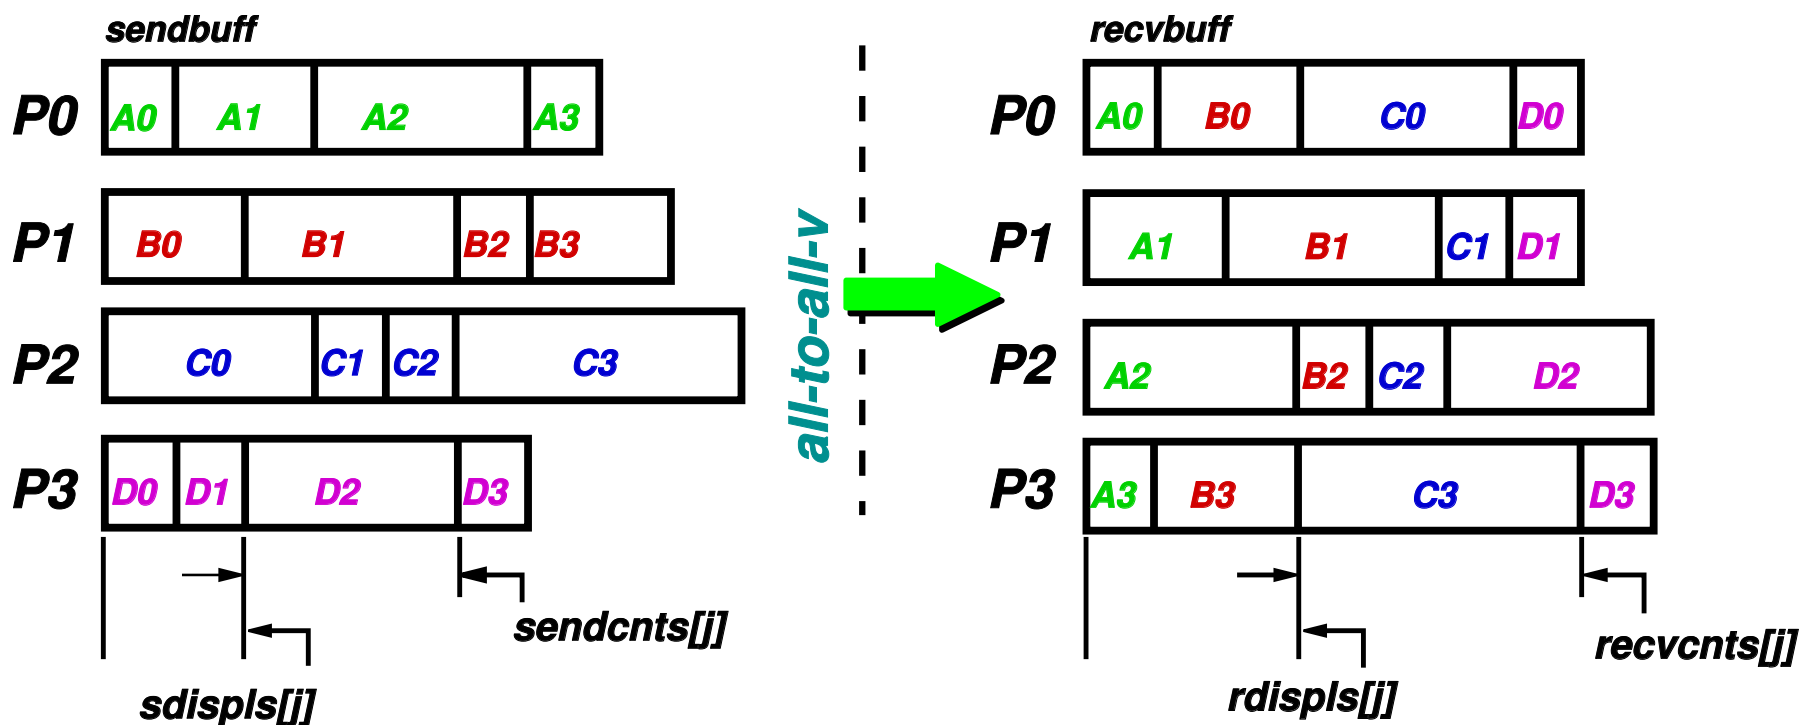 sendbuff
P0 A0 A1 A2 A3
P1 B0 B1 B2 B3
P2 C0 C1 C2 C3
P3 D0 D1 D2 D3
sendcnts[j]
sdispls[j]
all-to-all-v
recvbuff
P0 A0 B0 C0 D0
P1 A1 B1 C1 D1
P2 A2 B2 C2 D2
P3 A3 B3 C3 D3
recvcnts[j]
rdispls[j]